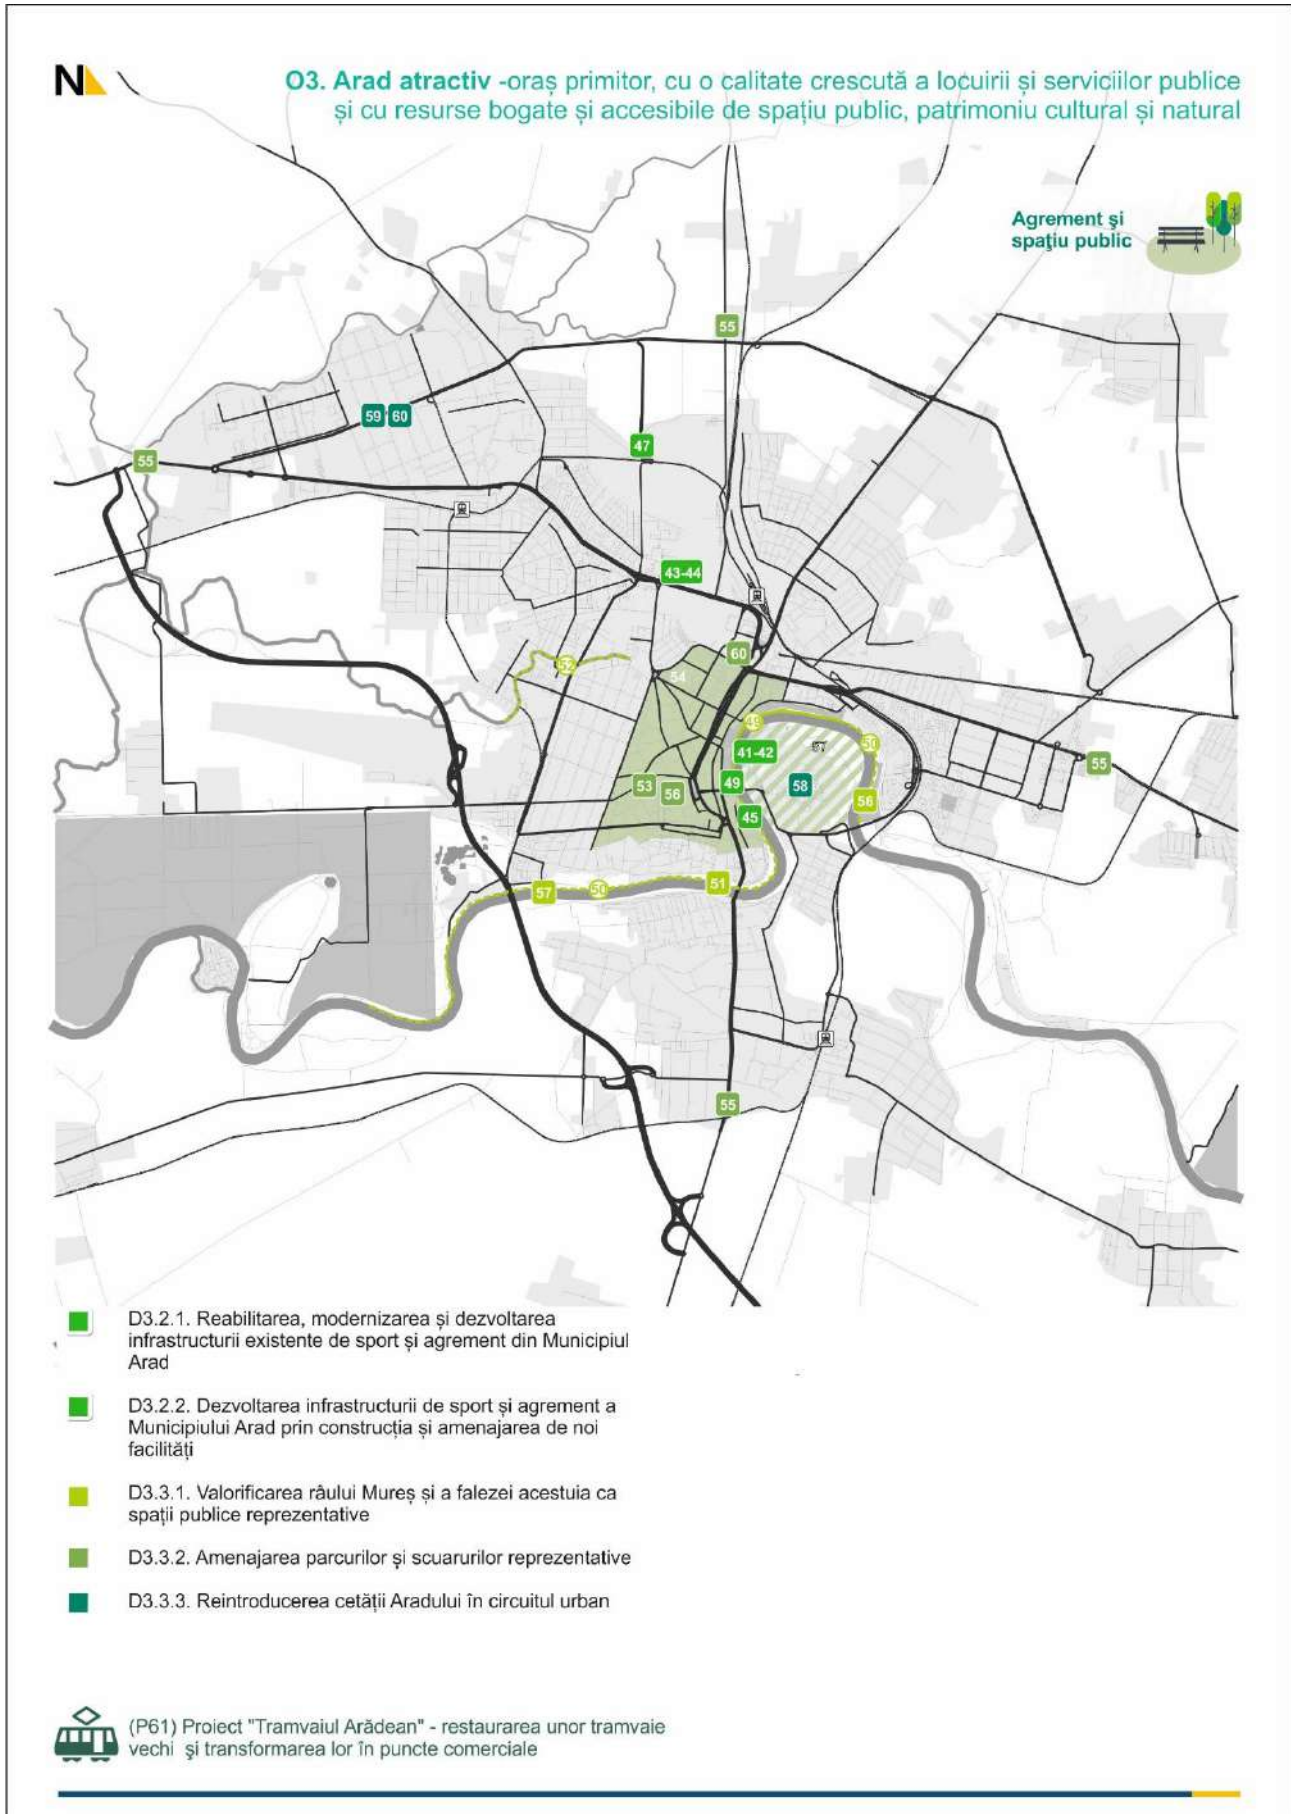 N
O3. Arad atractiv -oraș primitor, cu o calitate crescută a locuirii și serviciilor publice
și cu resurse bogate și accesibile de spațiu public, patrimoniu cultural și natural
Agrement şi
spaţiu public
55
59 60
47
55
43-44
60
52
54
49
50
41-42
57
55
53
56
49
58
56
45
57
50
51
55
D3.2.1. Reabilitarea, modernizarea și dezvoltarea
infrastructurii existente de sport și agrement din Municipiul
Arad
D3.2.2. Dezvoltarea infrastructurii de sport și agrement a
Municipiului Arad prin construcția și amenajarea de noi
facilități
D3.3.1. Valorificarea râului Mureș și a falezei acestuia ca
spații publice reprezentative
D3.3.2. Amenajarea parcurilor și scuarurilor reprezentative
D3.3.3. Reintroducerea cetății Aradului în circuitul urban
(P61) Proiect "Tramvaiul Arădean" - restaurarea unor tramvaie
vechi și transformarea lor în puncte comerciale